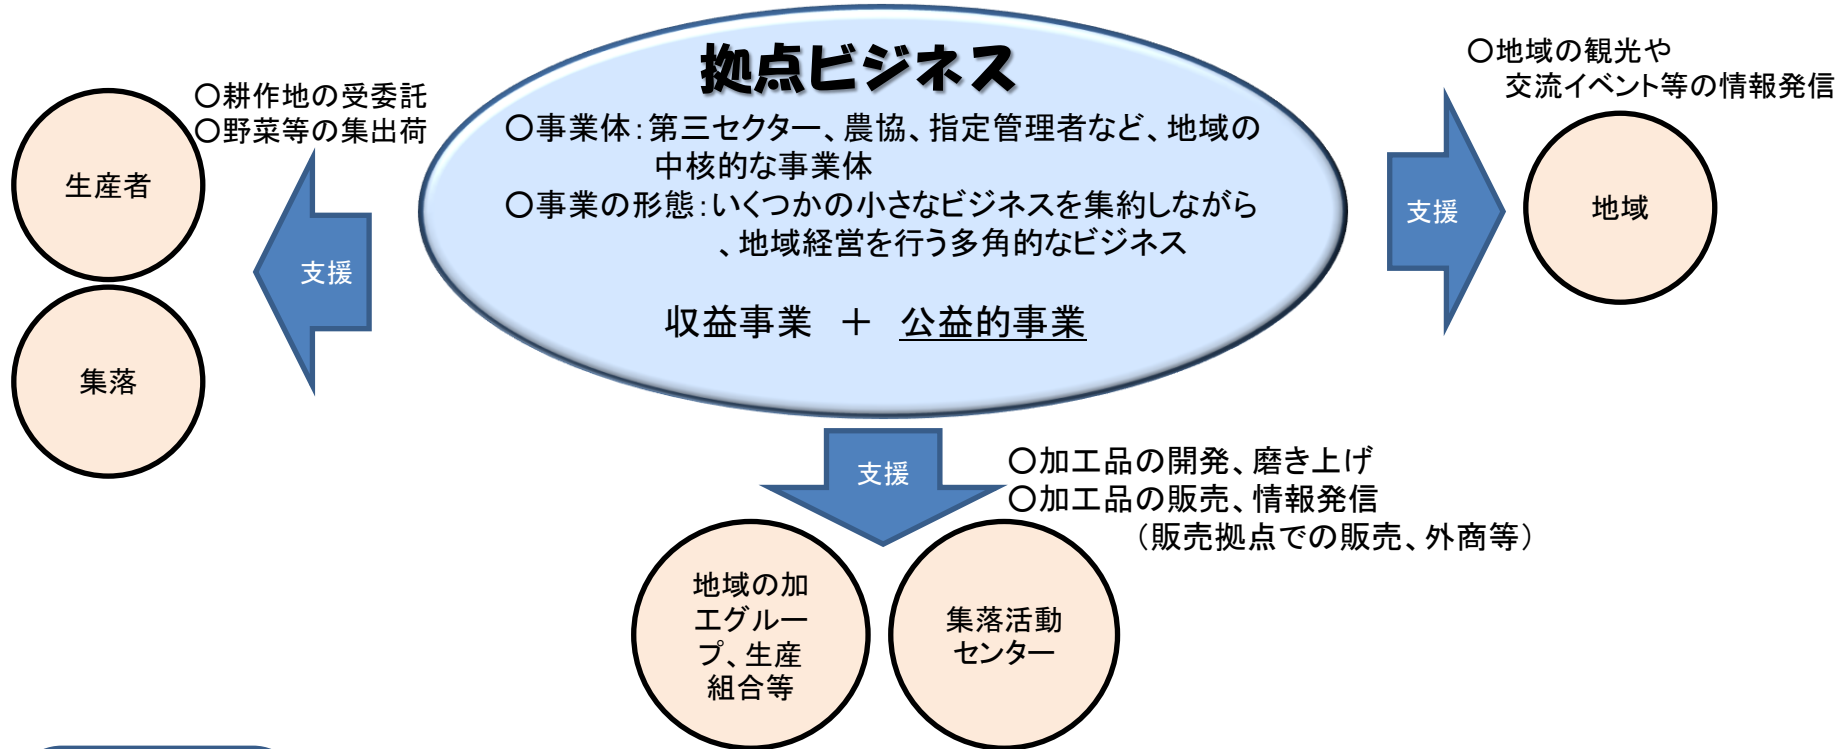 拠点ビジネス
〇事業体：第三セクター、農協、指定管理者など、地域の
中核的な事業体
〇事業の形態：いくつかの小さなビジネスを集約しながら
、地域経営を行う多角的なビジネス
収益事業　＋　公益的事業
〇耕作地の受委託
〇野菜等の集出荷
生産者
支援
集落
〇地域の観光や
交流イベント等の情報発信
支援
地域
支援
〇加工品の開発、磨き上げ
〇加工品の販売、情報発信
（販売拠点での販売、外商等）
地域の加
工グルー
プ、生産
組合等
集落活動
センター